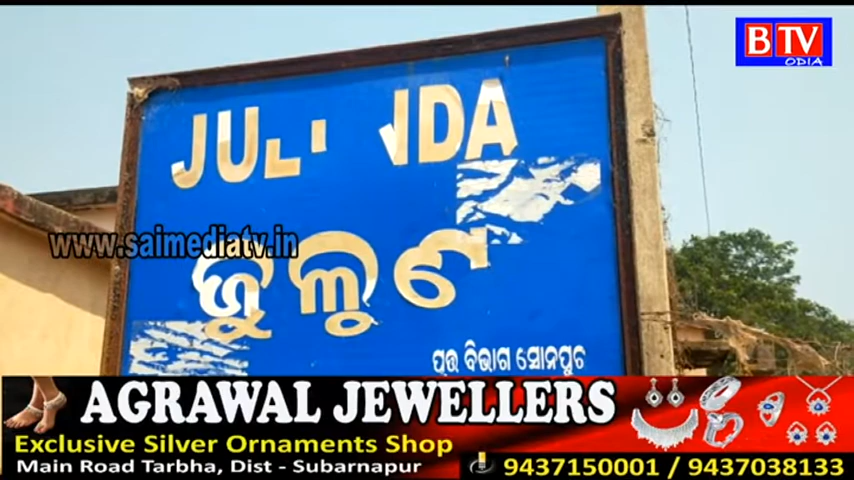 BTV
ODIA
JULI NDA
www.saimediatv.in
ଜୁଲୁଣ
ପୂର୍ତ୍ତ ବିଭାଗ ସୋନପୁର
AGRAWAL JEWELLERS
Exclusive Silver Ornaments Shop
Main Road Tarbha, Dist - Subarnapur
9437150001 / 9437038133